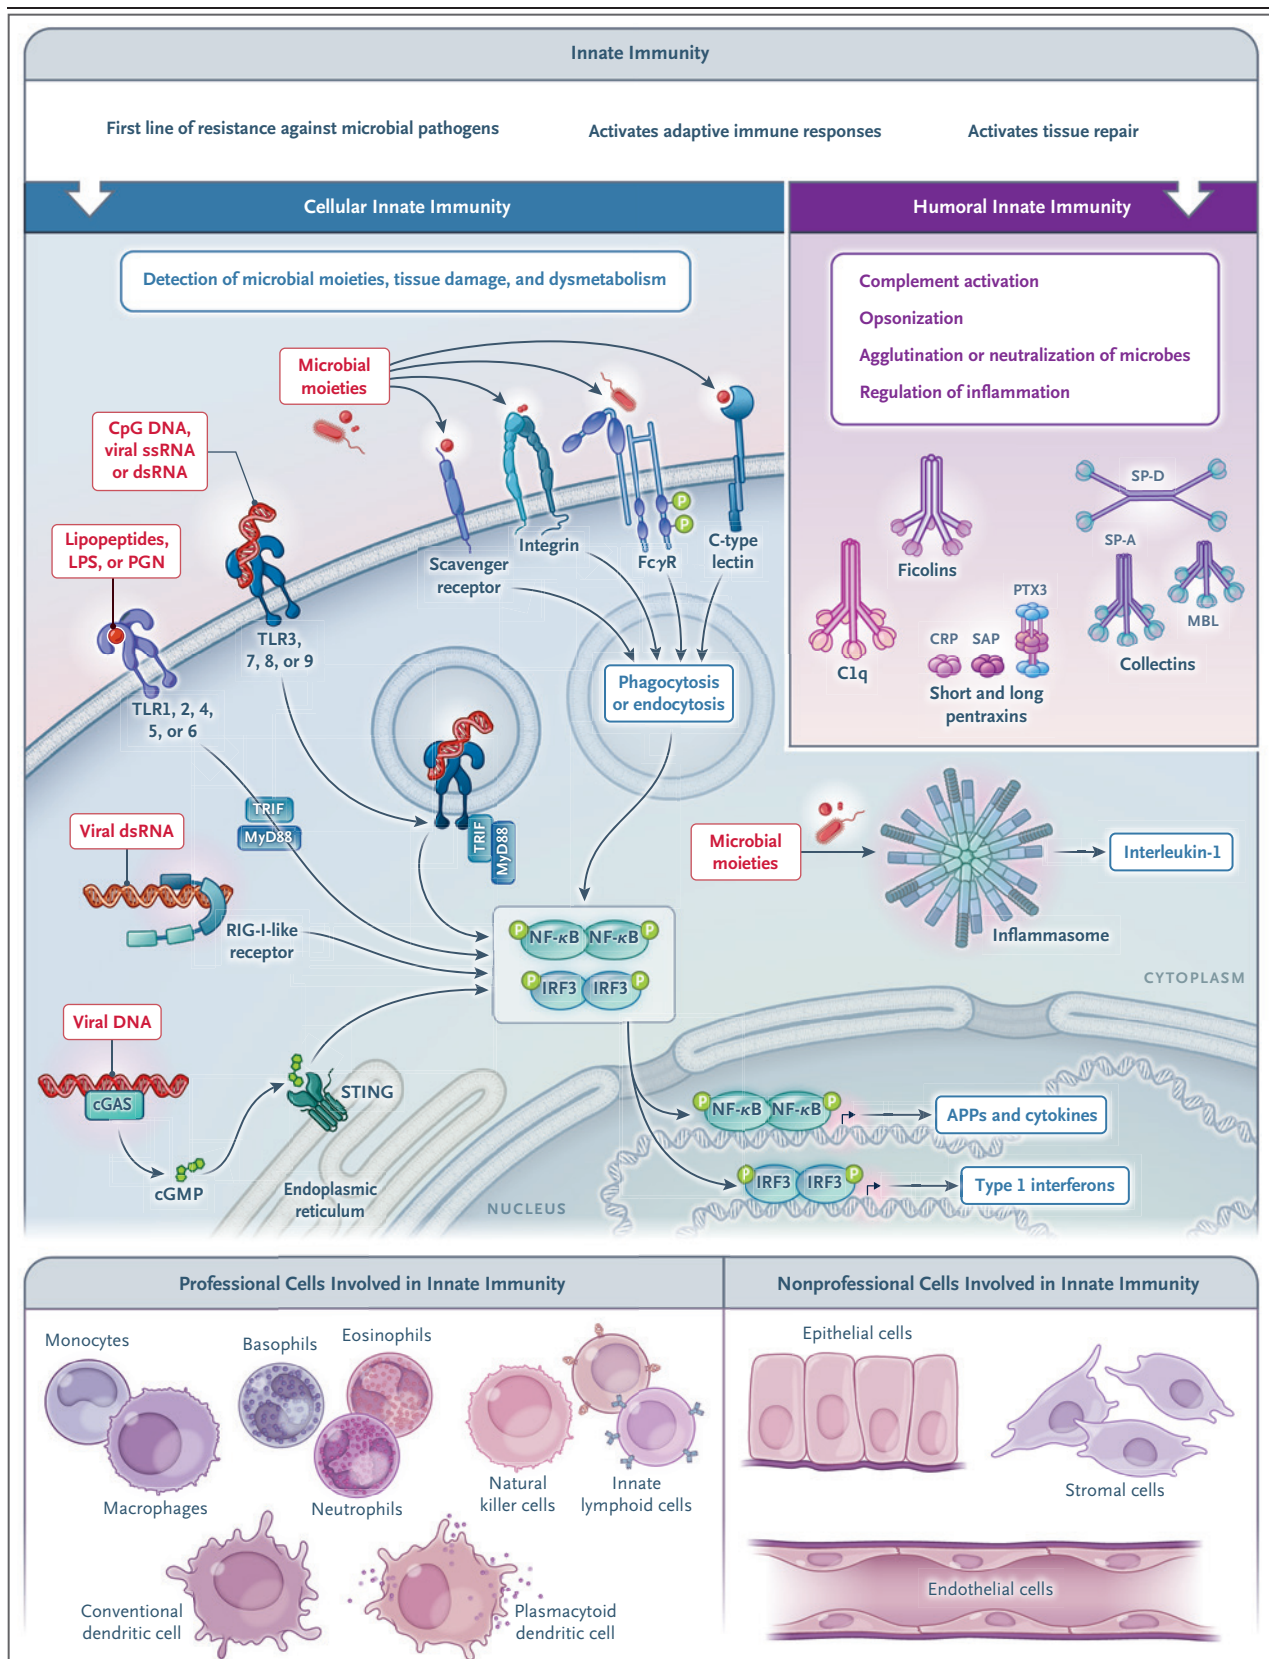 Innate Immunity
First line of resistance against microbial pathogens
Activates adaptive immune responses
Activates tissue repair
Cellular Innate Immunity
Detection of microbial moieties, tissue damage, and dysmetabolism
Microbial
moieties
CpG DNA,
viral ssRNA
or dsRNA
Lipopeptides,
LPS, or PGN
Scavenger
receptor
Integrin
P
P
FcγR
C-type
lectin
TLR3,
7, 8, or 9
TLR1, 2, 4,
5, or 6
Phagocytosis
or endocytosis
TRIF
MyD88
TRIF
MyD88
Viral dsRNA
RIG-I-like
receptor
P NF-κB NF-κB P
P IRF3 IRF3 P
Viral DNA
cGAS
cGMP
STING
Endoplasmic
reticulum
Humoral Innate Immunity
Complement activation
Opsonization
Agglutination or neutralization of microbes
Regulation of inflammation
Ficolins
SP-D
SP-A
MBL
Collectins
C1q
CRP
SAP
PTX3
Short and long
pentraxins
Microbial
moieties
Inflammasome
Interleukin-1
CYTOPLASM
NUCLEUS
P NF-κB NF-κB P
APPs and cytokines
P IRF3 IRF3 P
Type 1 interferons
Professional Cells Involved in Innate Immunity
Monocytes
Macrophages
Basophils
Eosinophils
Neutrophils
Natural
killer cells
Innate
lymphoid cells
Conventional
dendritic cell
Plasmacytoid
dendritic cell
Nonprofessional Cells Involved in Innate Immunity
Epithelial cells
Stromal cells
Endothelial cells